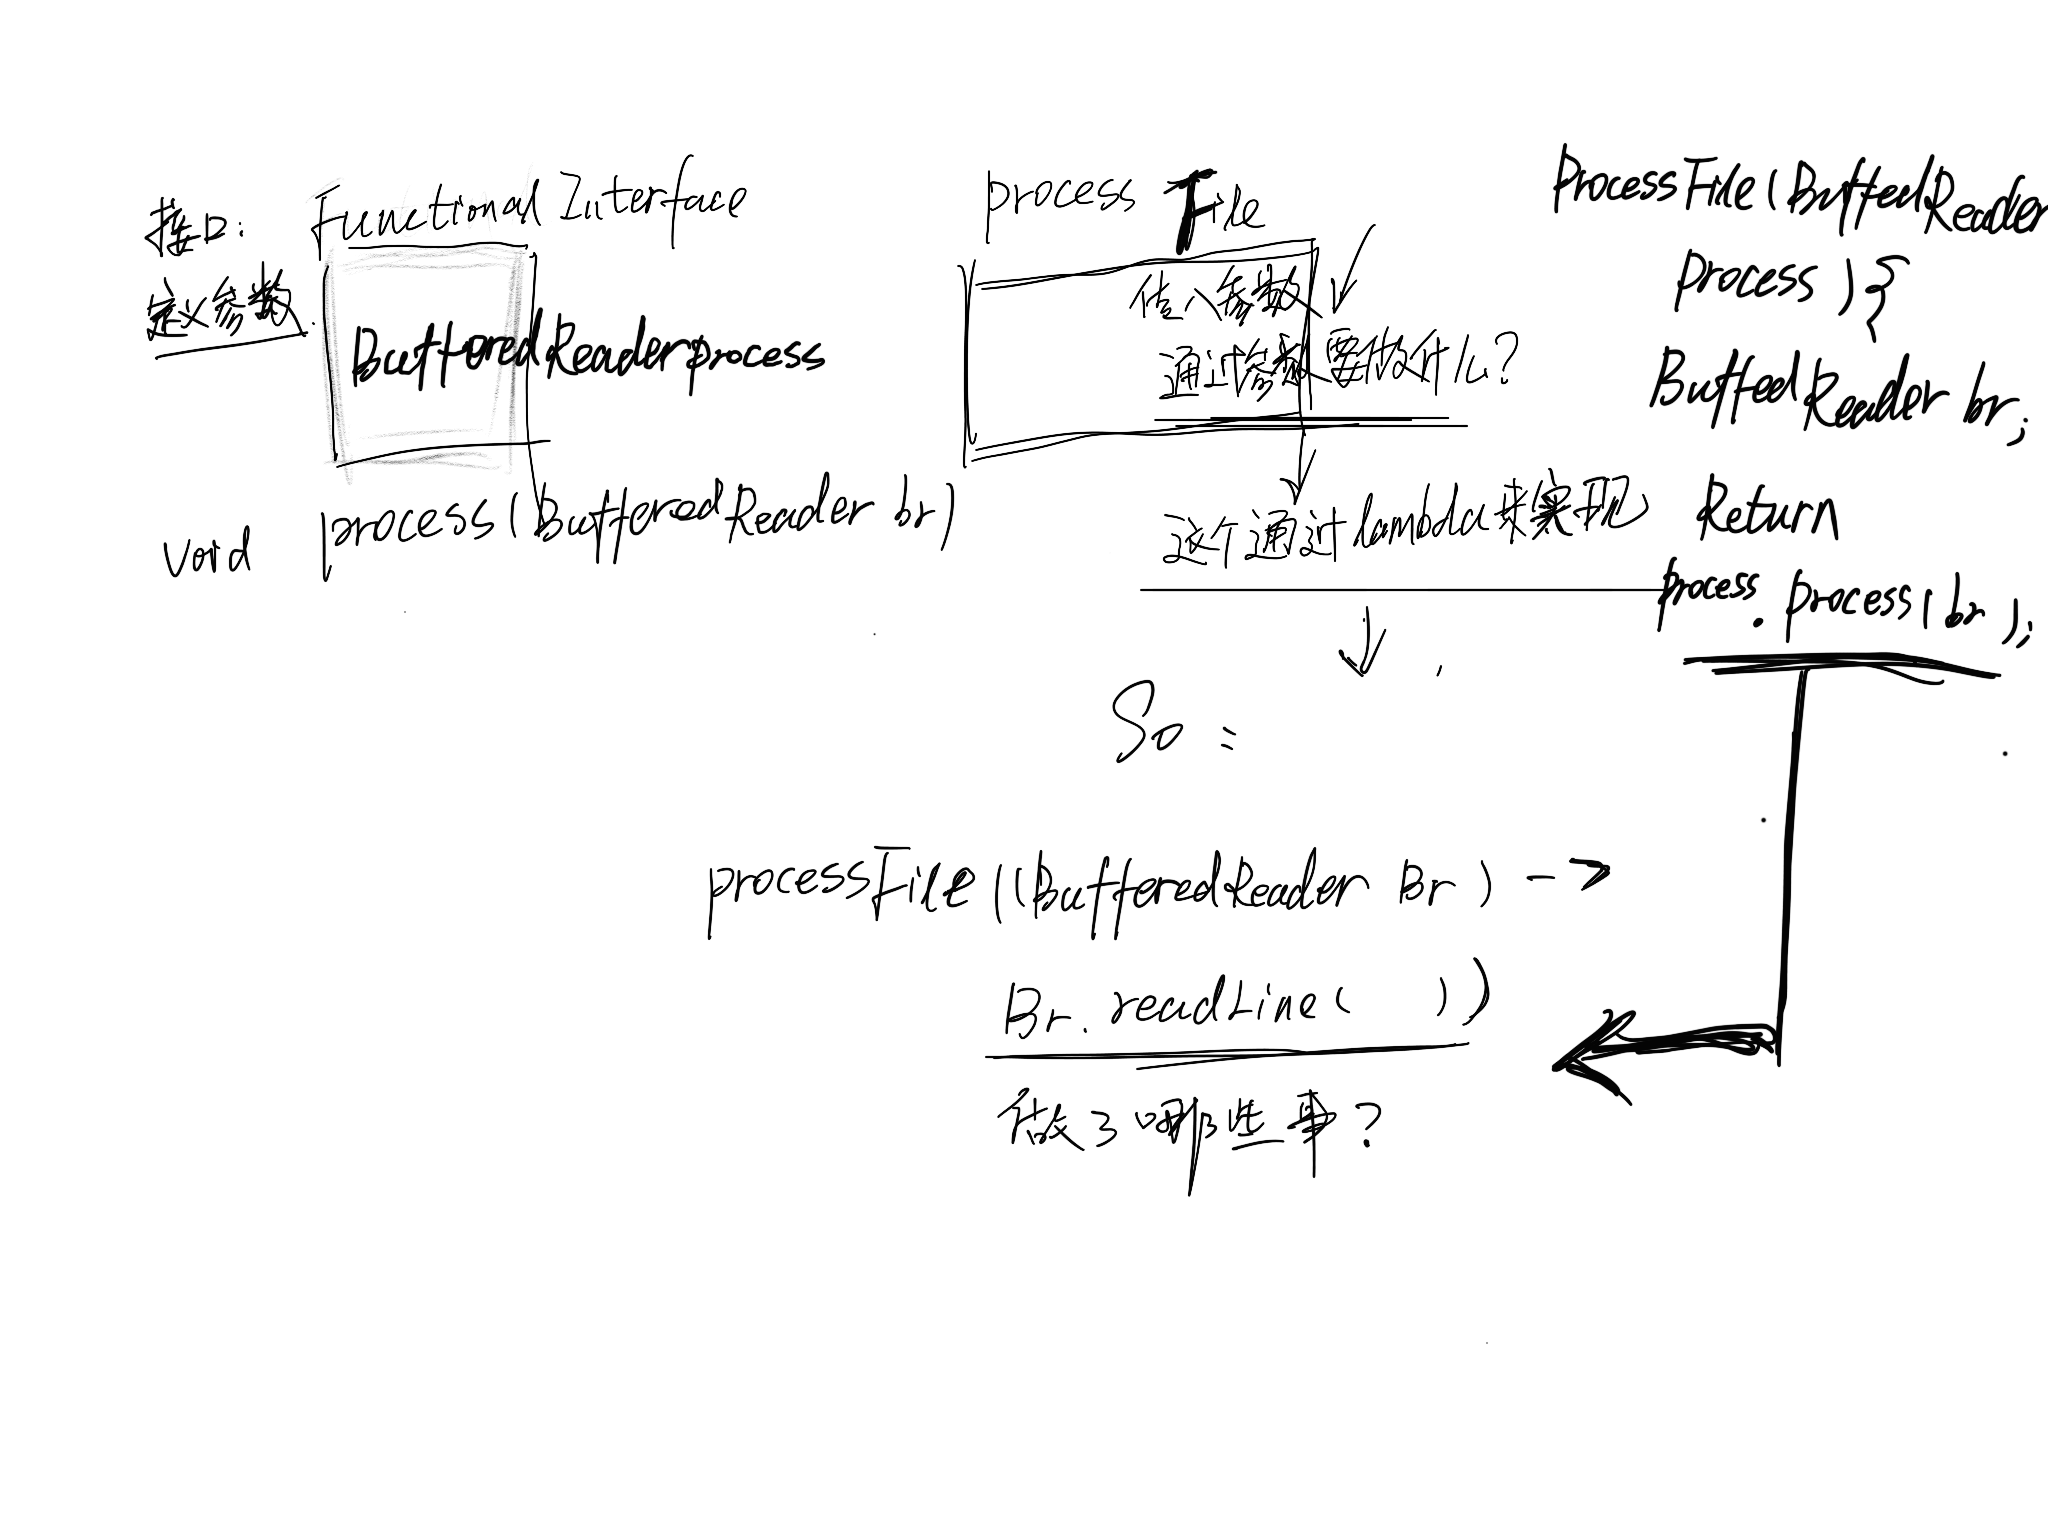 接口: Functional Interface
定义参数
BufferedReaderprocess
void process(BufferedReader br)
process File
传入参数
通过参数要做什么?
这个通过lambda来实现
So:
processFile((BufferedReader Br) ->
Br.readLine( ))
做了哪些事?
ProcessFile(BuffedReader
Process){
BuffedReader br;
Return
process.process(br);